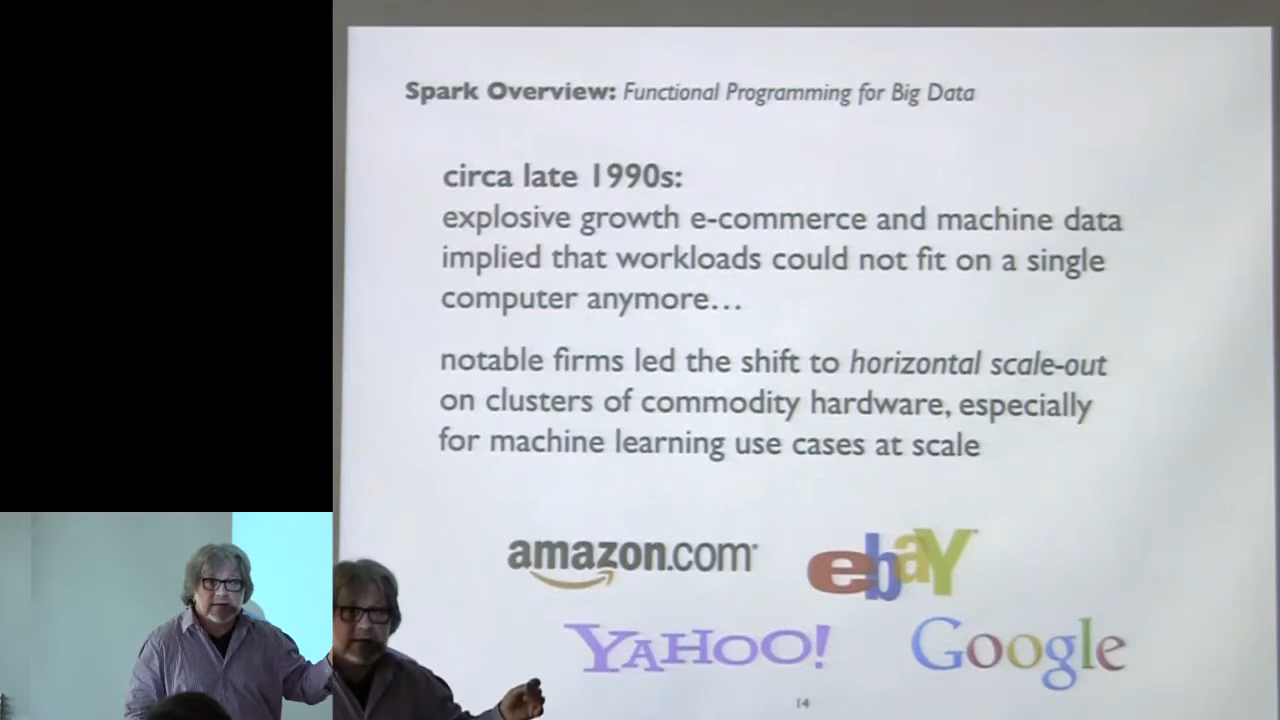 Spark Overview: Functional Programming for Big Data
circa late 1990s:
explosive growth e-commerce and machine data
implied that workloads could not fit on a single
computer anymore…
notable firms led the shift to horizontal scale-out
on clusters of commodity hardware, especially
for machine learning use cases at scale
amazon.com
ebaY
YAHOO!
Google
14